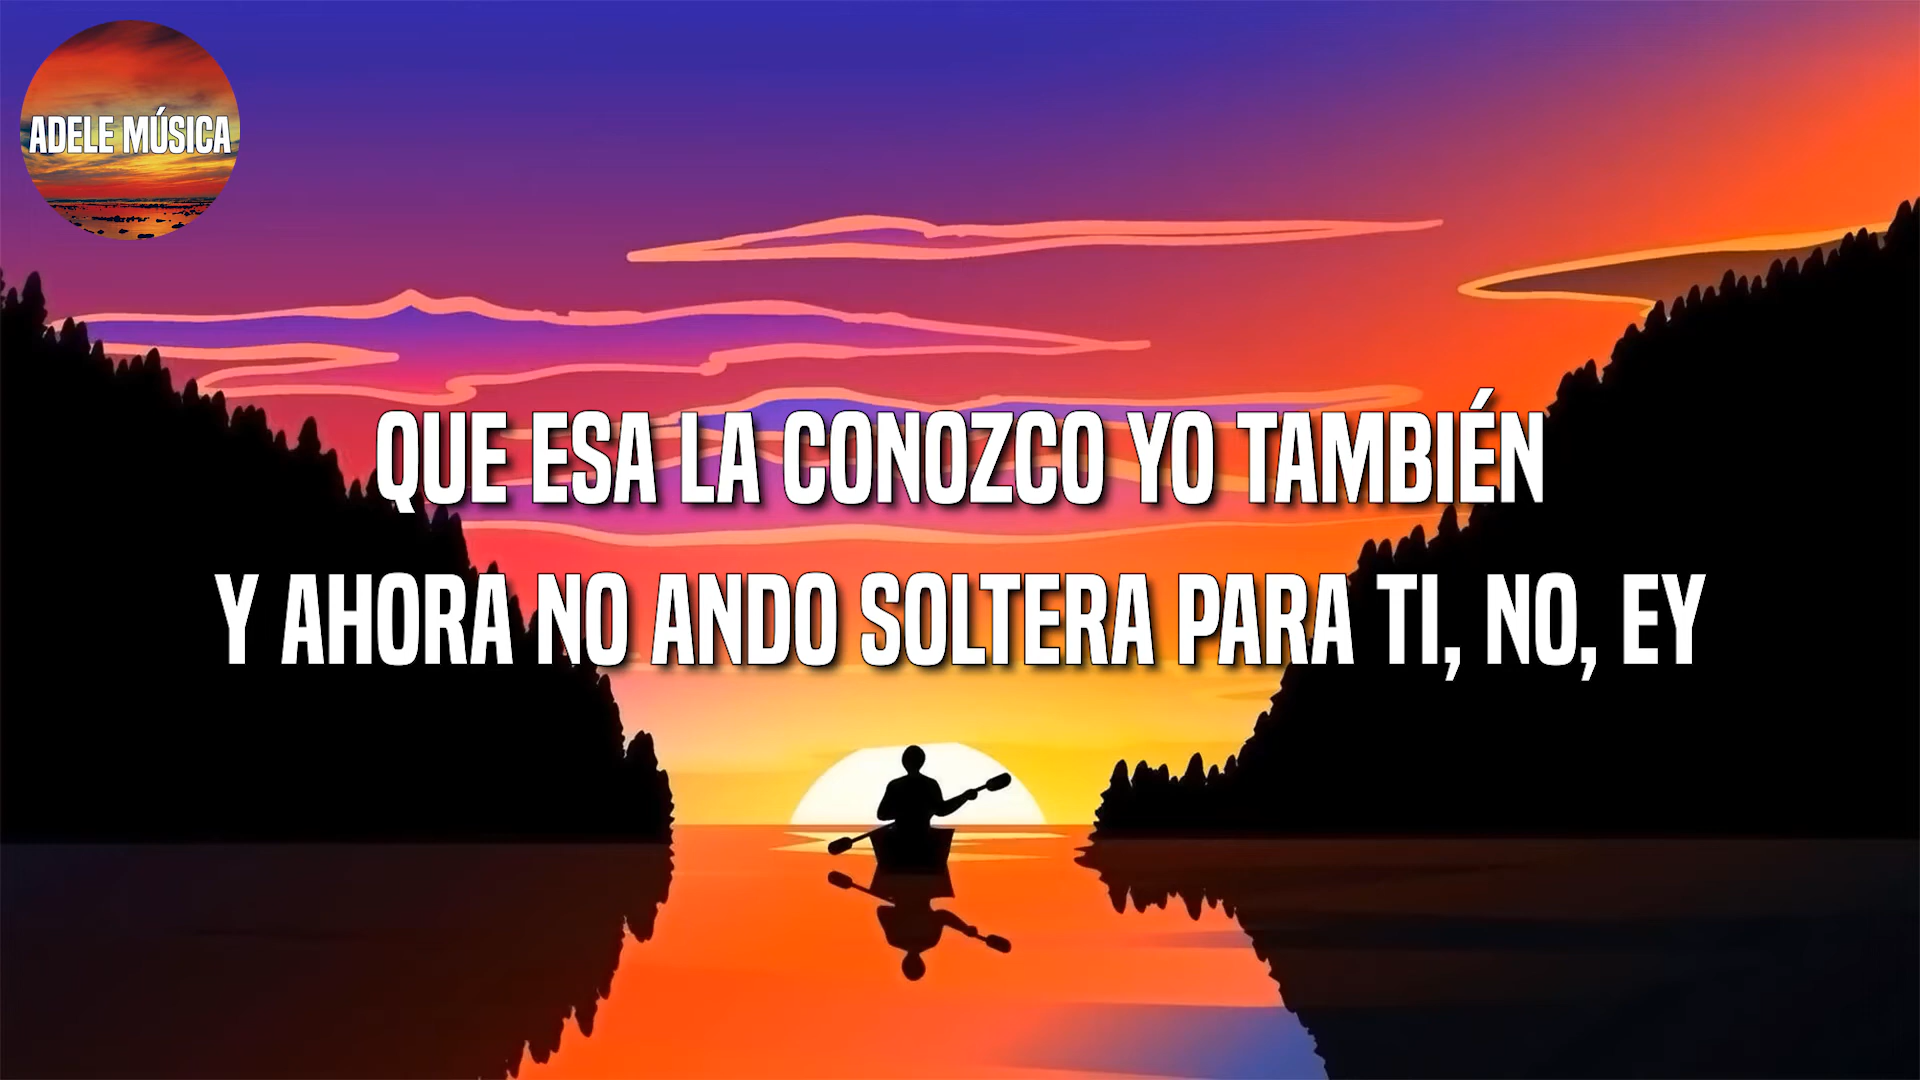 ADELE MÚSICA
QUE ESA LA CONOZCO YO TAMBIÉN
Y AHORA NO ANDO SOLTERA PARA TI, NO, EY